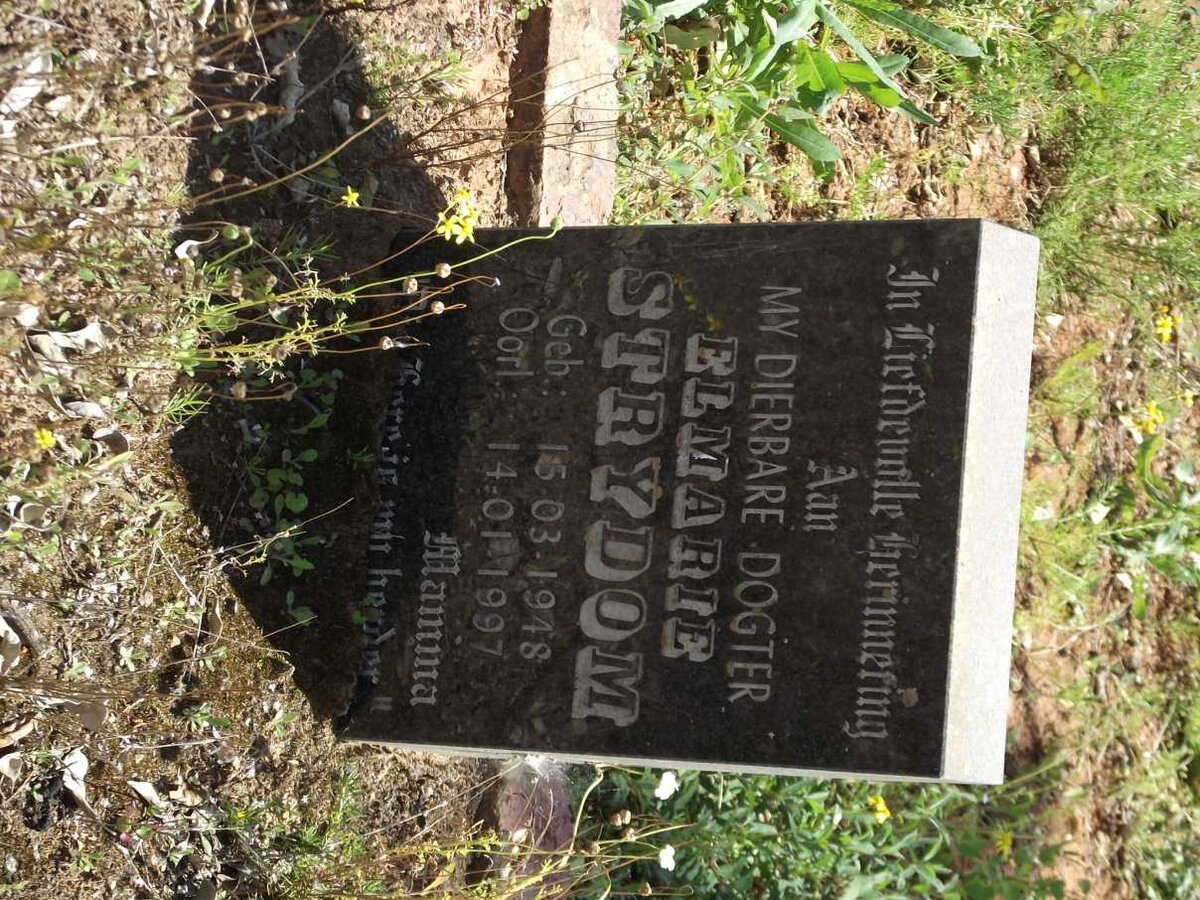 In Liefdevolle Herinnering
Aan
MY DIERBARE DOGTER
ELMARIE
STRYDOM
Geb. 15.03.1948
Oorl. 14.01.1997
Mamma
"